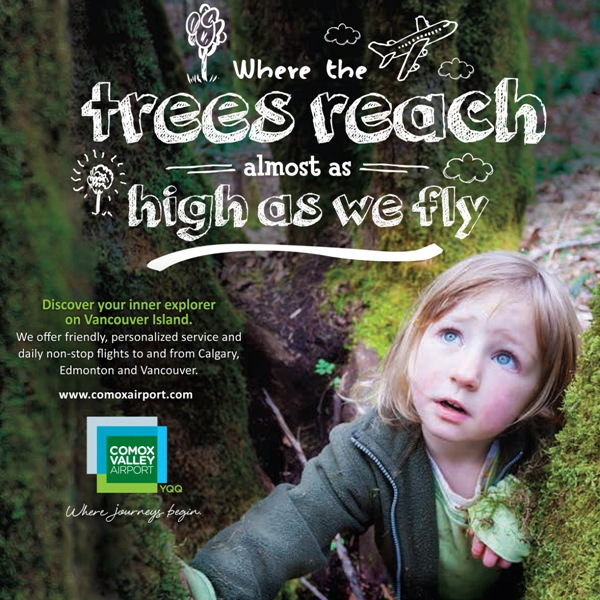 Where the
trees reach
almost as
high as we fly
Discover your inner explorer
on Vancouver Island.
We offer friendly, personalized service and
daily non-stop flights to and from Calgary,
Edmonton and Vancouver.
www.comoxairport.com
COMOX
VALLEY
AIRPORT
YQQ
Where journeys begin.